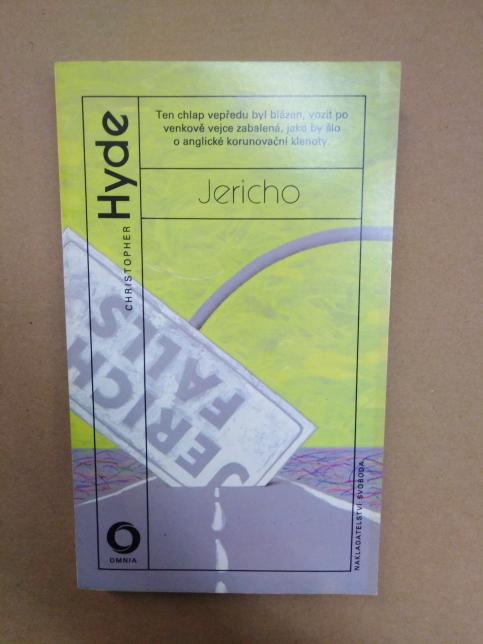 Ten chlap vepředu byl blázen, vozit po
venkově vejce zabalená, jako by šlo
o anglické korunovační klenoty.
CHRISTOPHER Hyde
Jericho
JERICH
FALLS
OMNIA
NAKLADATELSTVÍ SVOBODA